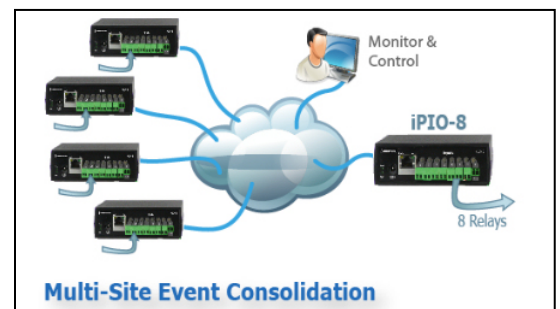 Monitor &
Control
iPIO-8
8 Relays
Multi-Site Event Consolidation